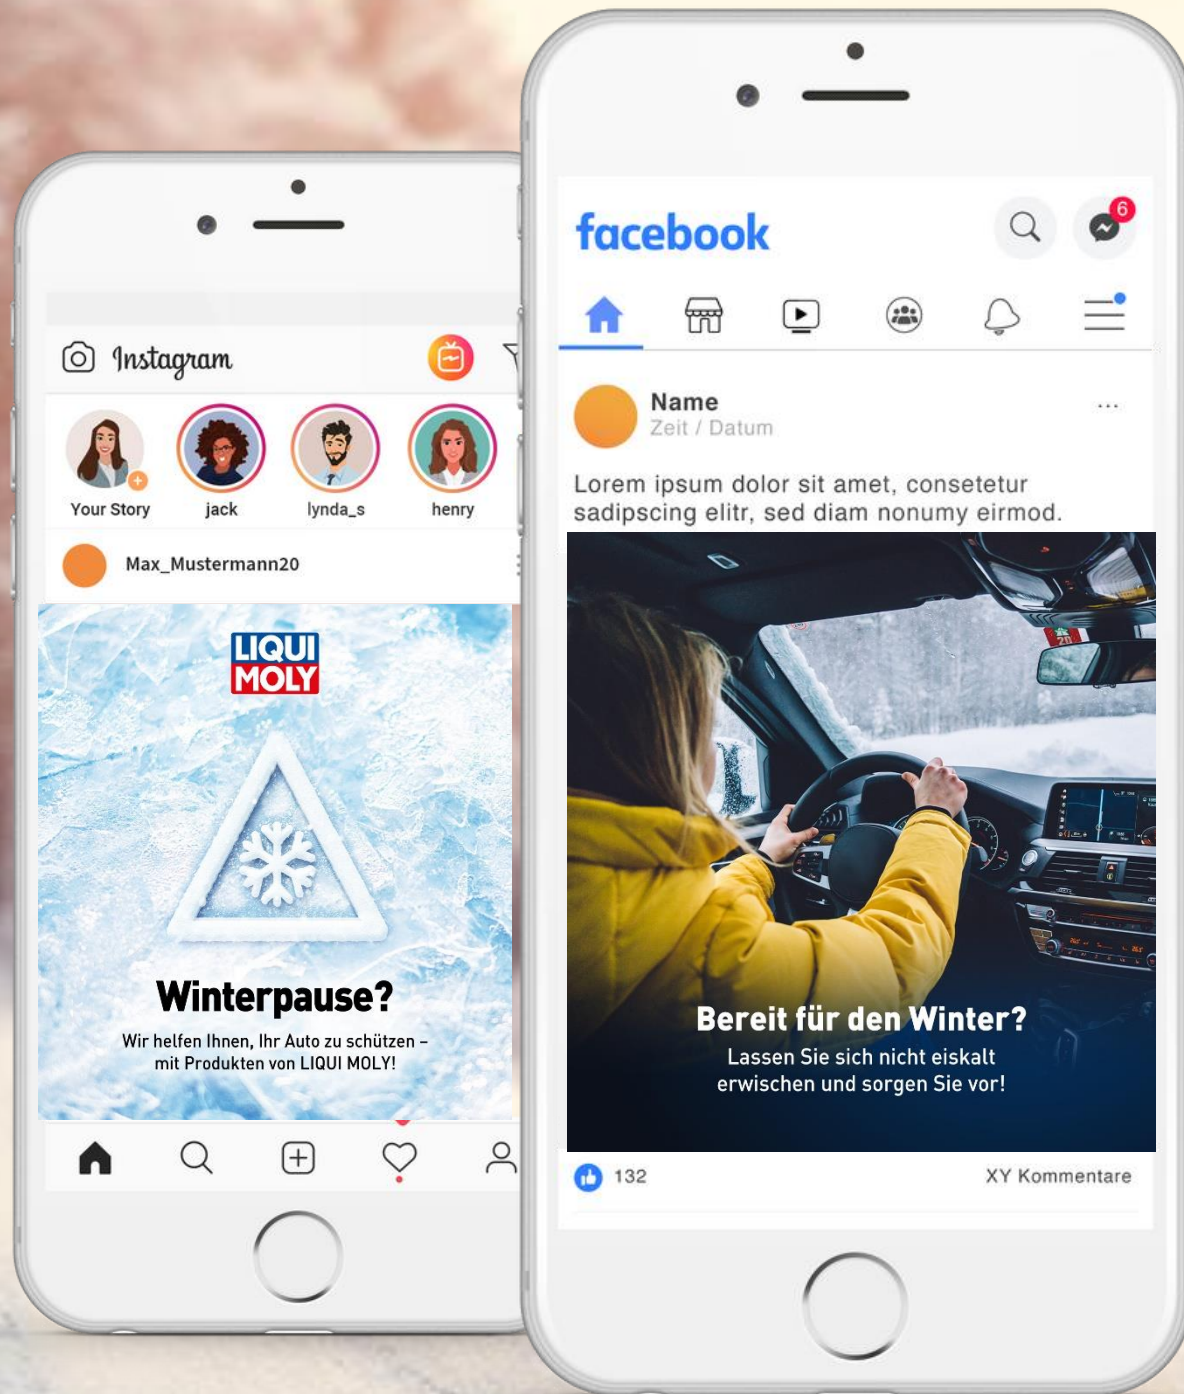 Instagram
Your Story
jack
lynda_s
henry
Max_Mustermann20
LIQUI
MOLY
Winterpause?
Wir helfen Ihnen, Ihr Auto zu schützen –
mit Produkten von LIQUI MOLY!
facebook
6
Name
Zeit / Datum
Lorem ipsum dolor sit amet, consetetur
sadipscing elitr, sed diam nonumy eirmod.
20
Bereit für den Winter?
Lassen Sie sich nicht eiskalt
erwischen und sorgen Sie vor!
132
XY Kommentare